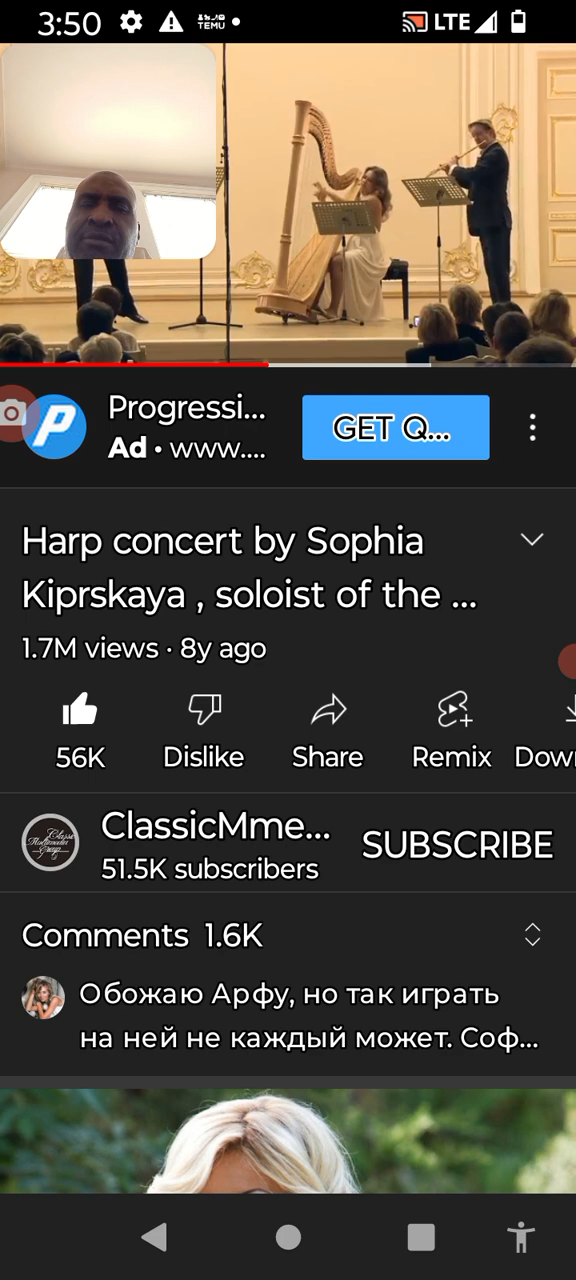 3:50
TEMU
LTE
Progressi...
GET Q...
Ad • www....
Harp concert by Sophia
Kiprskaya , soloist of the ...
1.7M views · 8y ago
56K
Dislike
Share
Remix
Down
ClassicMme...
SUBSCRIBE
51.5K subscribers
Comments 1.6K
Обожаю Арфу, но так играть
на ней не каждый может. Соф...